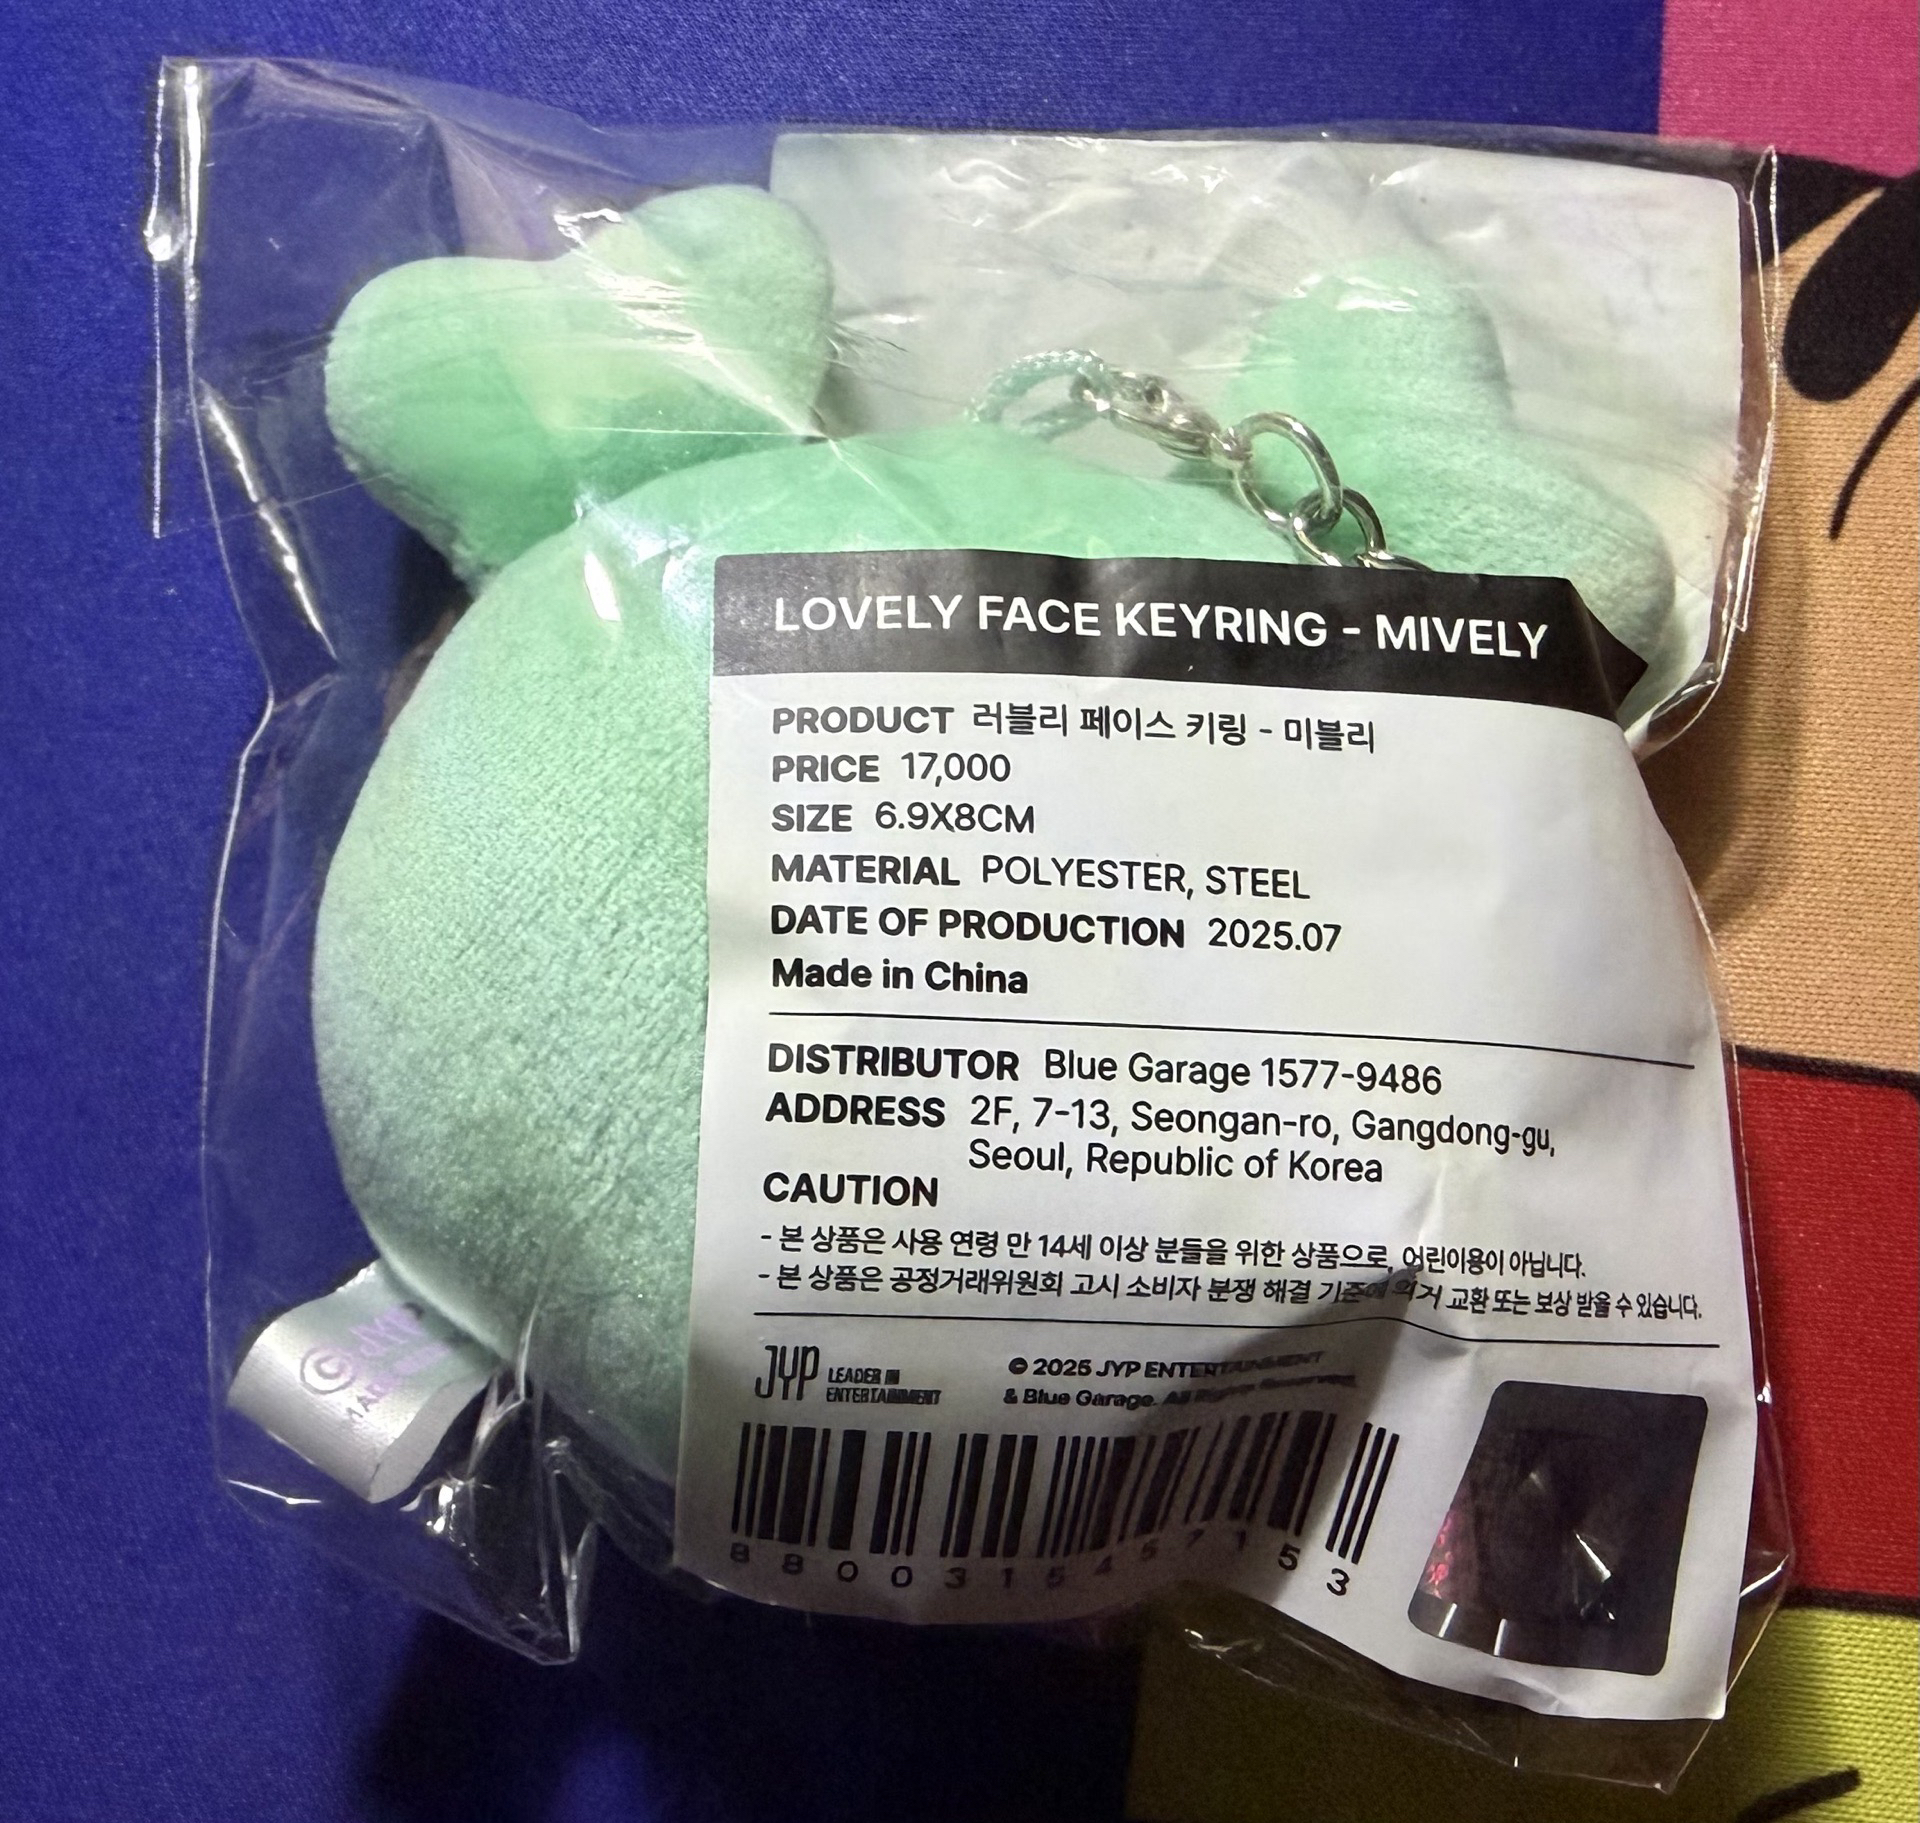 LOVELY FACE KEYRING - MIVELY
PRODUCT 러블리 페이스 키링 - 미블리
PRICE 17,000
SIZE 6.9X8CM
MATERIAL POLYESTER, STEEL
DATE OF PRODUCTION 2025.07
Made in China
DISTRIBUTOR Blue Garage 1577-9486
ADDRESS 2F, 7-13, Seongan-ro, Gangdong-gu,
Seoul, Republic of Korea
CAUTION
- 본 상품은 사용 연령 만 14세 이상 분들을 위한 상품으로, 어린이용이 아닙니다.
- 본 상품은 공정거래위원회 고시 소비자 분쟁 해결 기준에 의거 교환 또는 보상 받을 수 있습니다.
JYP LEADER IN
ENTERTAINMENT
© 2025 JYP ENTERTAINMENT
& Blue Garage. All Rights Reserved.
8800315457153
© JYP